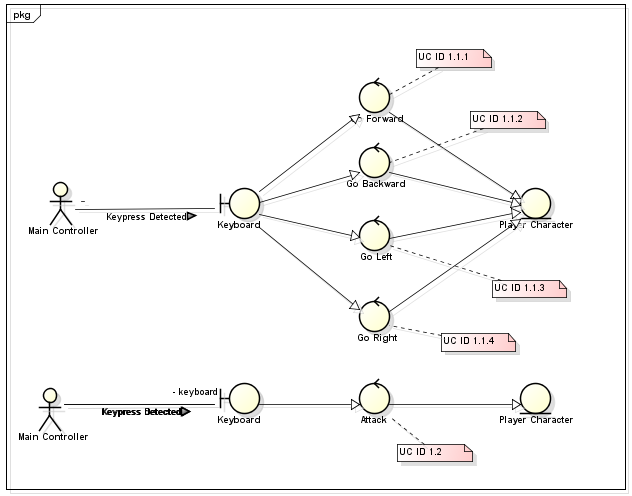 pkg
UC ID 1.1.1
Forward
UC ID 1.1.2
Go Backward
-
Keypress Detected
Main Controller
Keyboard
Player Character
Go Left
UC ID 1.1.3
Go Right
UC ID 1.1.4
- keyboard
Keypress Detected
Main Controller
Keyboard
Attack
Player Character
UC ID 1.2